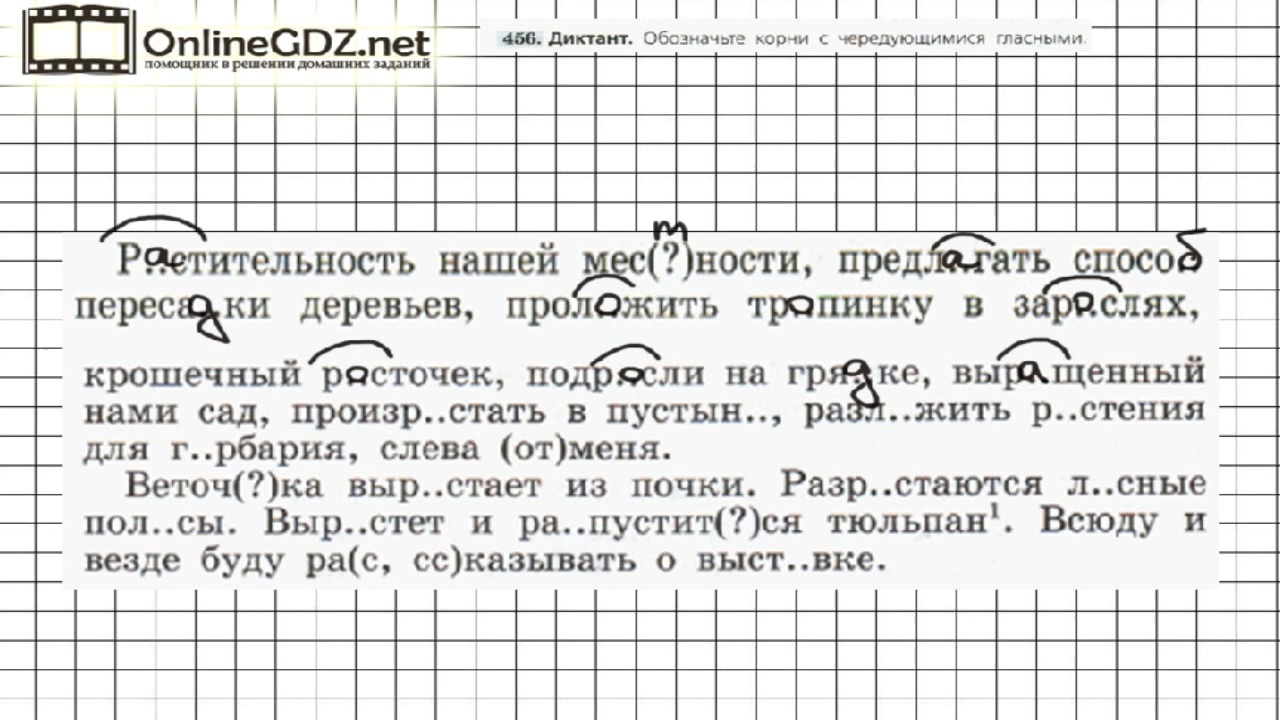 OnlineGDZ.net
помощник в решении домашних заданий
456. Диктант. Обозначьте корни с чередующимися гласными.
Растительность нашей мес(?)ности, предлагать способ
т
пересадки деревьев, проложить тропинку в зарослях,
крошечный росточек, подросли на грядке, выращенный
нами сад, произр..стать в пустын.., разл..жить р..стения
для г..рбария, слева (от)меня.
Веточ(?)ка выр..стает из почки. Разр..стаются л..сные
пол..сы. Выр..стет и ра..пустит(?)ся тюльпан¹. Всюду и
везде буду ра(с, сс)казывать о выст..вке.